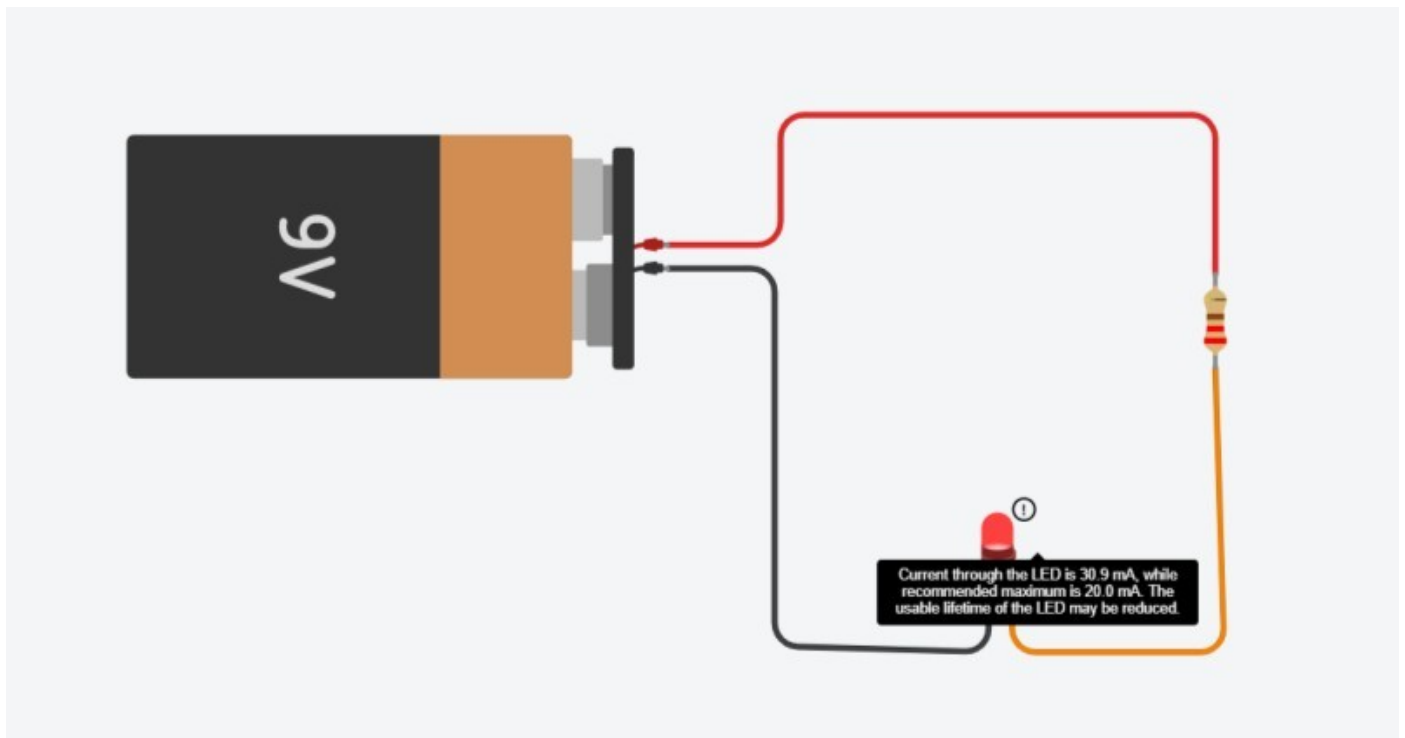 9V
!
Current through the LED is 30.9 mA, while
recommended maximum is 20.0 mA. The
usable lifetime of the LED may be reduced.